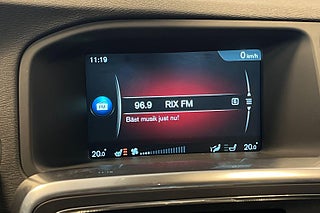 11:19
0 km/h
FM
96.9 RIX FM
Bäst musik just nu!
20.0° 20.0°